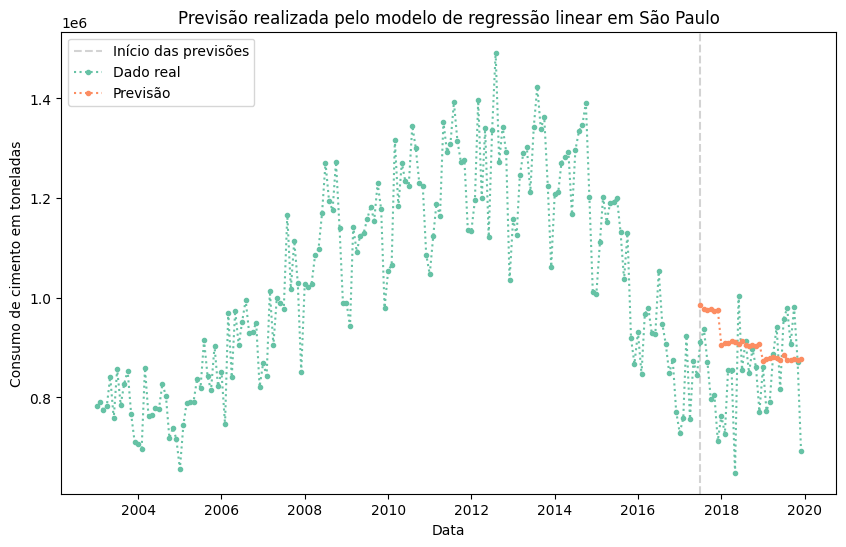 Previsão realizada pelo modelo de regressão linear em São Paulo
1e6
Início das previsões
Dado real
Previsão
1.4
1.2
1.0
0.8
Consumo de cimento em toneladas
2004 2006 2008 2010 2012 2014 2016 2018 2020
Data